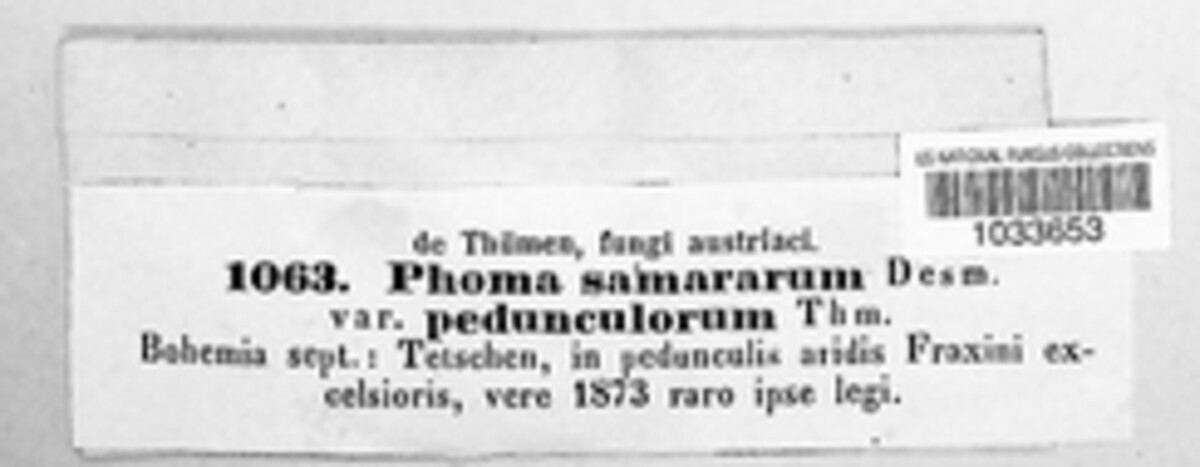 US NATIONAL FUNGUS COLLECTIONS
1033653
de Thümen, fungi austriaci.
1063. Phoma samararum Desm.
var. pedunculorum Thm.
Bohemia sept.: Tetschen, in pedunculis aridis Fraxini ex-
celsioris, vere 1873 raro ipse legi.